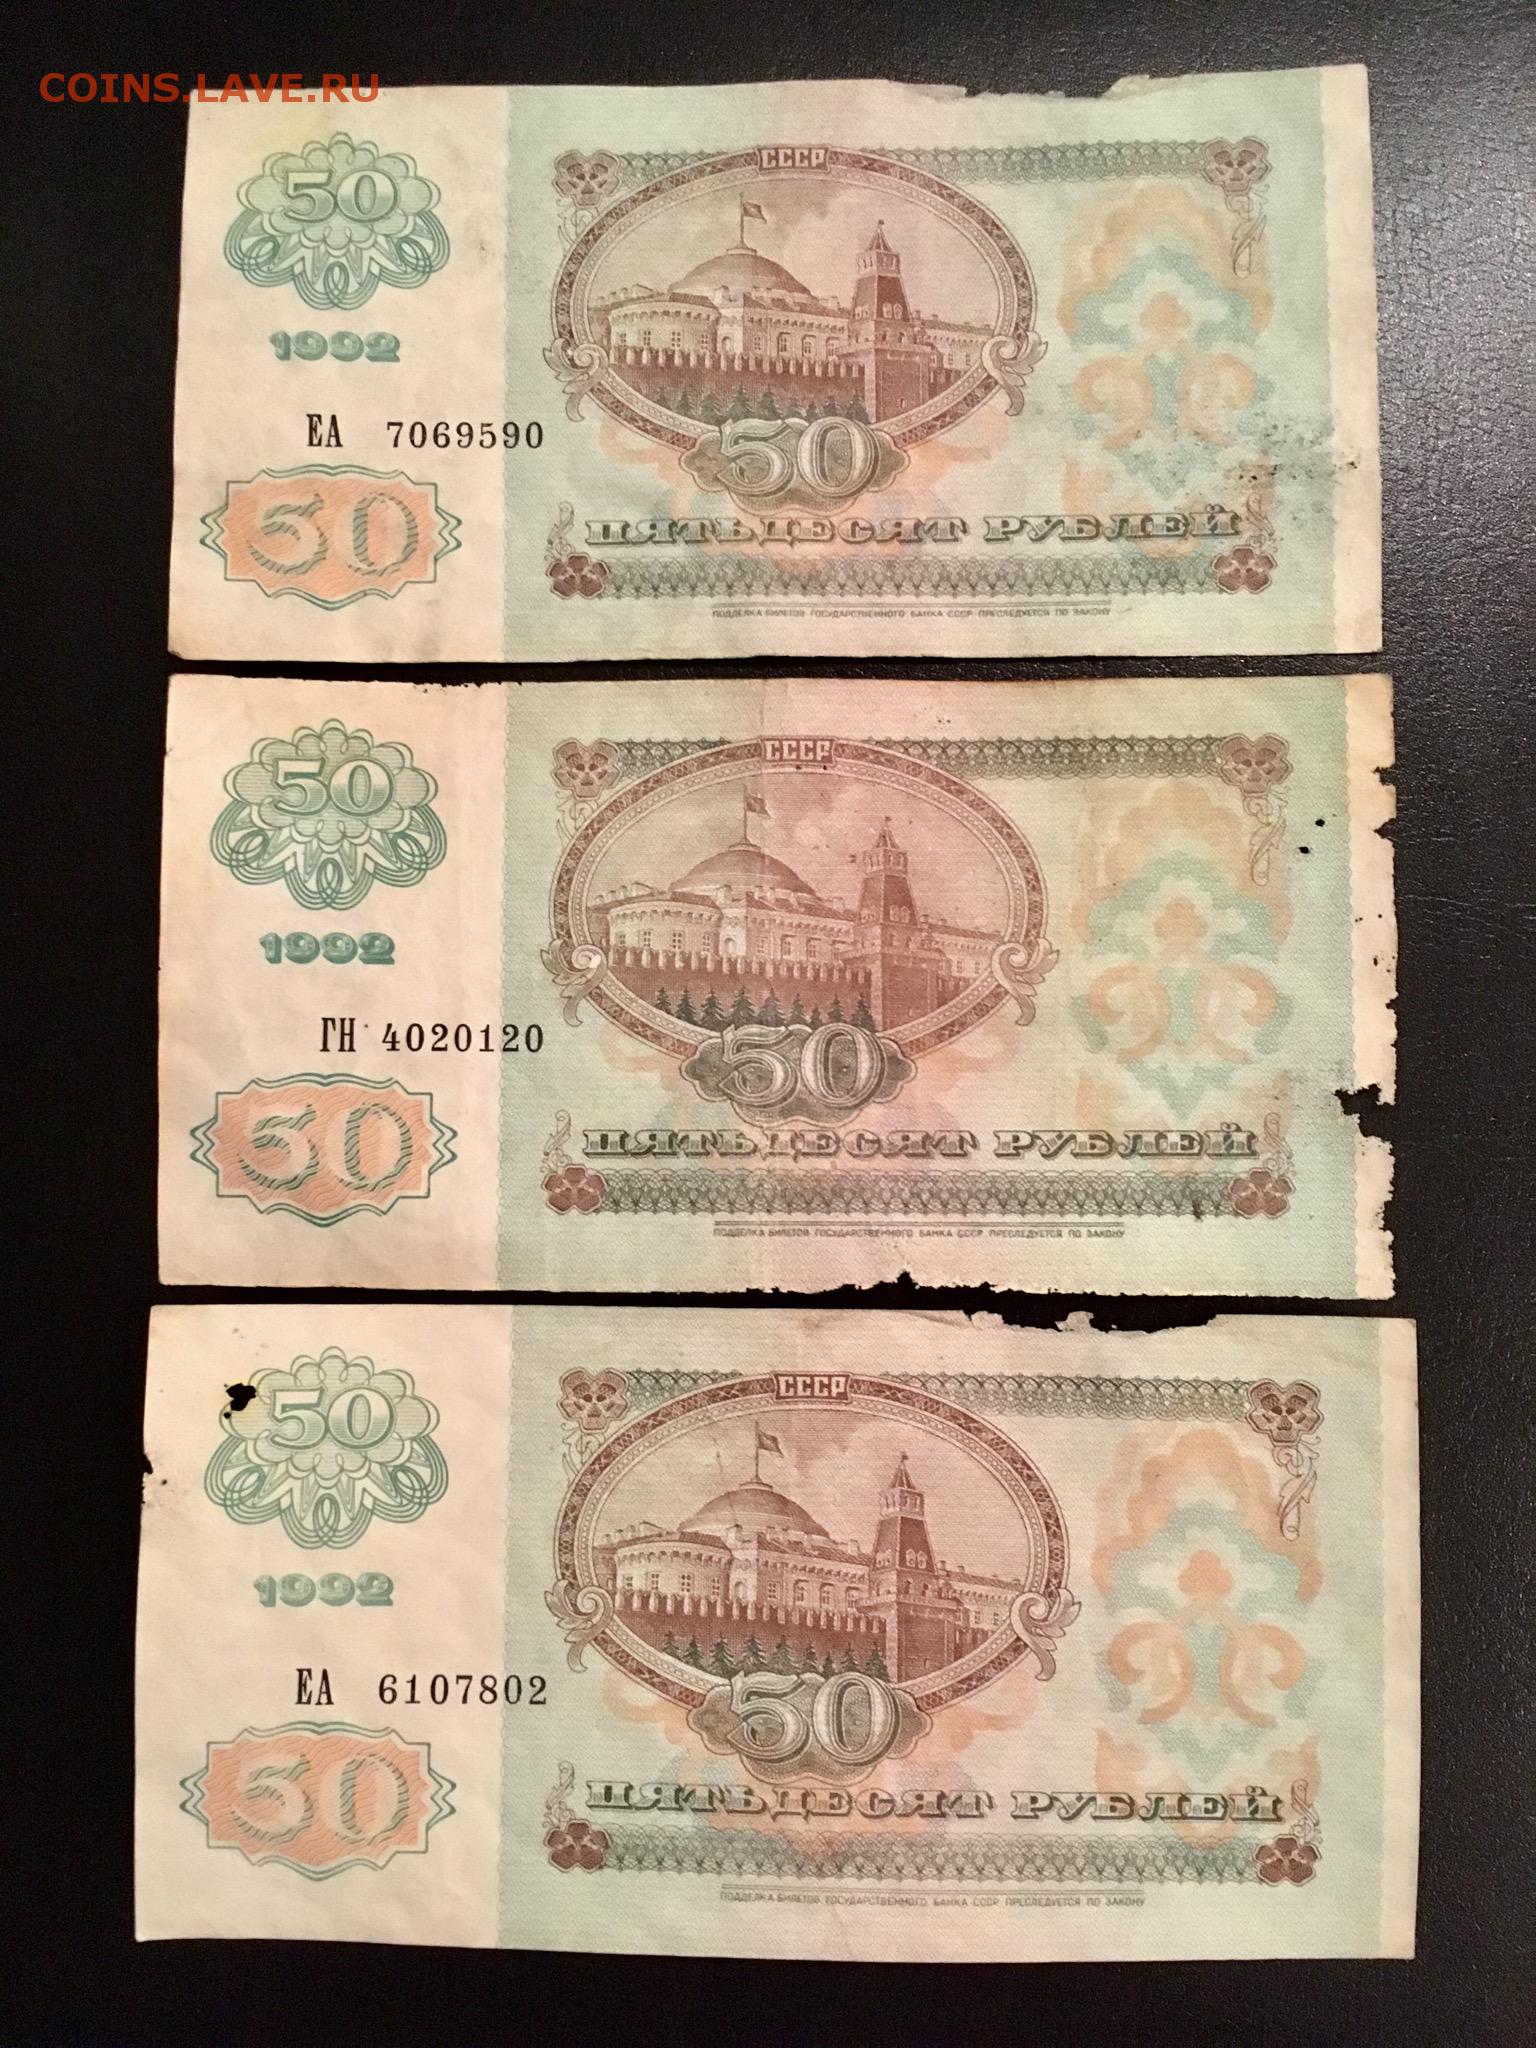 COINS.LAVE.RU
50
СССР
1992
ЕА 7069590
50
50
ПЯТЬДЕСЯТ РУБЛЕЙ
ПОДДЕЛКА БИЛЕТОВ ГОСУДАРСТВЕННОГО БАНКА СССР ПРЕСЛЕДУЕТСЯ ПО ЗАКОНУ
50
СССР
1992
ГН 4020120
50
50
ПЯТЬДЕСЯТ РУБЛЕЙ
ПОДДЕЛКА БИЛЕТОВ ГОСУДАРСТВЕННОГО БАНКА СССР ПРЕСЛЕДУЕТСЯ ПО ЗАКОНУ
50
СССР
1992
ЕА 6107802
50
50
ПЯТЬДЕСЯТ РУБЛЕЙ
ПОДДЕЛКА БИЛЕТОВ ГОСУДАРСТВЕННОГО БАНКА СССР ПРЕСЛЕДУЕТСЯ ПО ЗАКОНУ